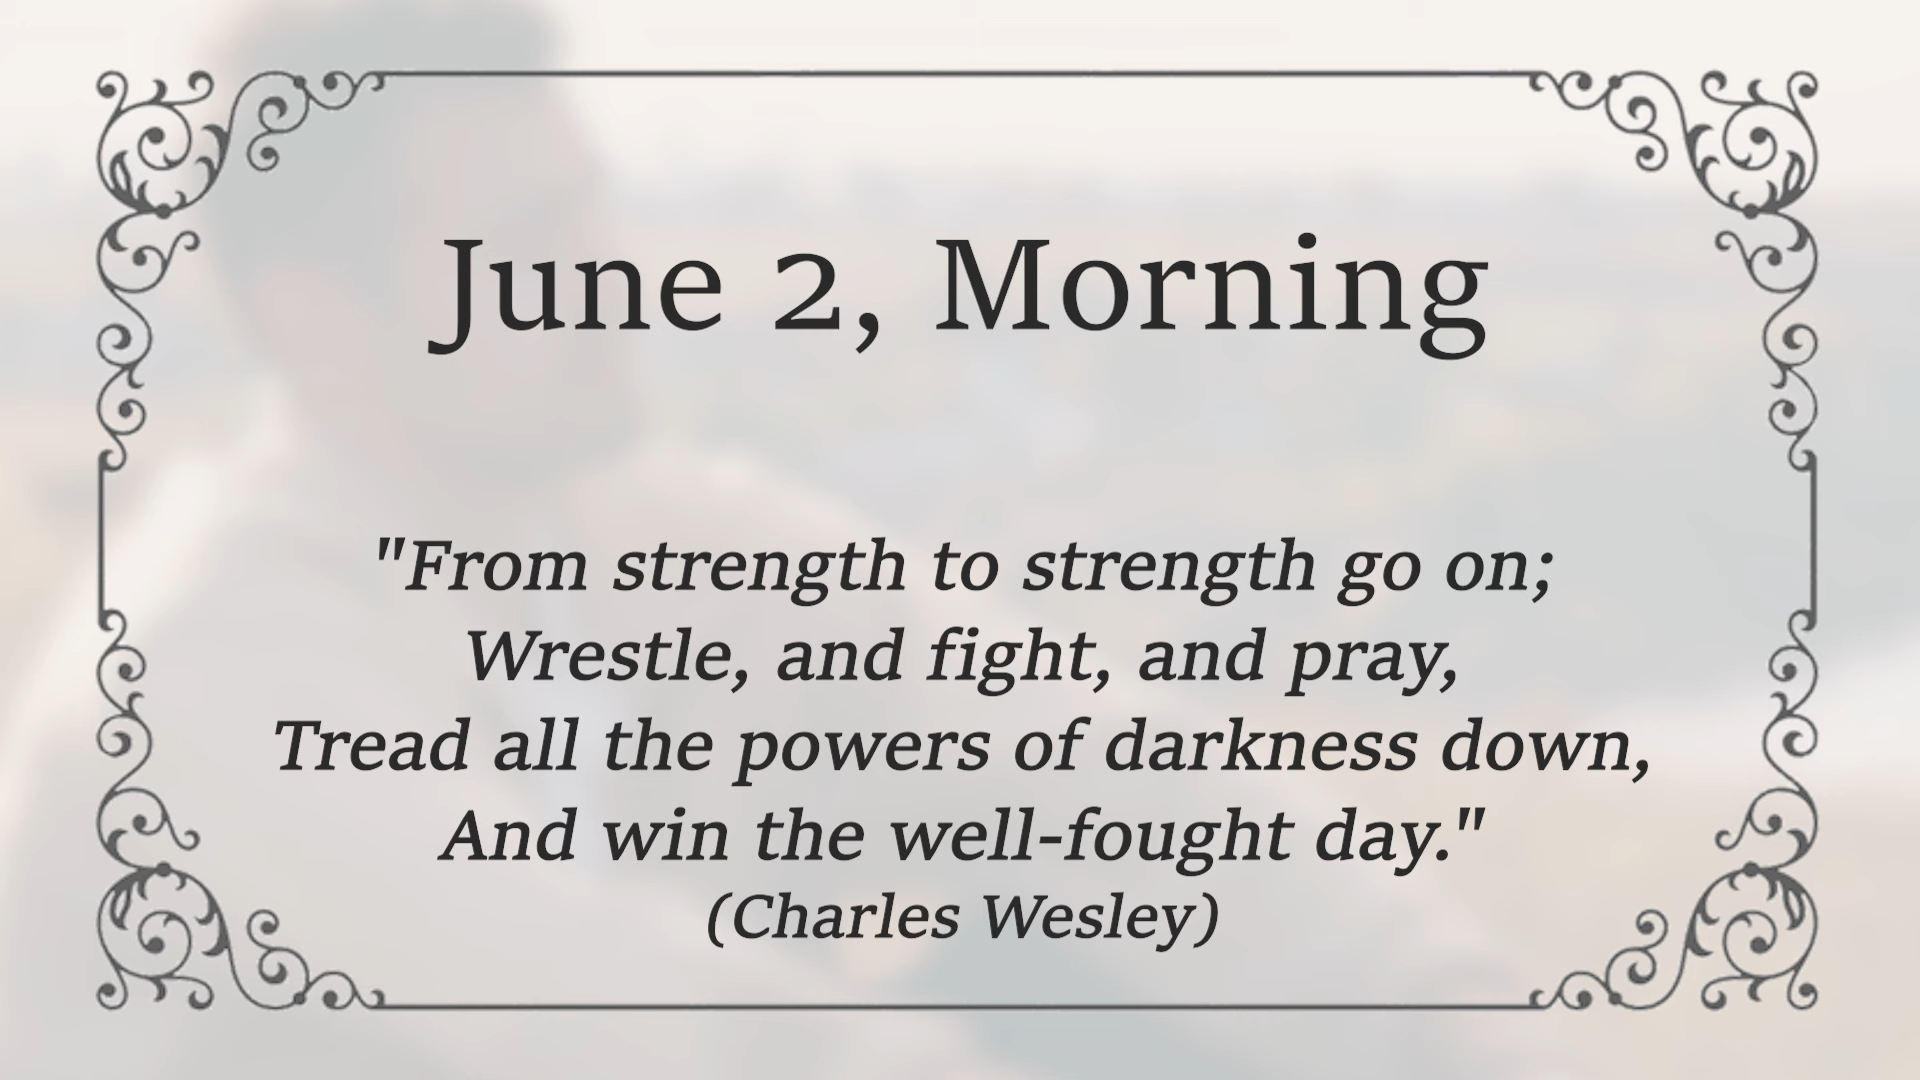 June 2, Morning
"From strength to strength go on;
Wrestle, and fight, and pray,
Tread all the powers of darkness down,
And win the well-fought day."
(Charles Wesley)